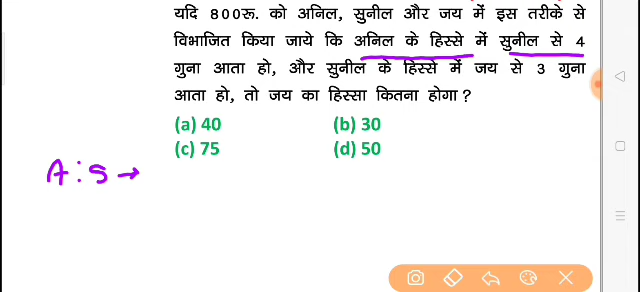 यदि 800रू. को अनिल, सुनील और जय में इस तरीके से
विभाजित किया जाये कि अनिल के हिस्से में सुनील से 4
गुना आता हो, और सुनील के हिस्से में जय से 3 गुना
आता हो, तो जय का हिस्सा कितना होगा ?
(a) 40 (b) 30
(c) 75 (d) 50
A : S →